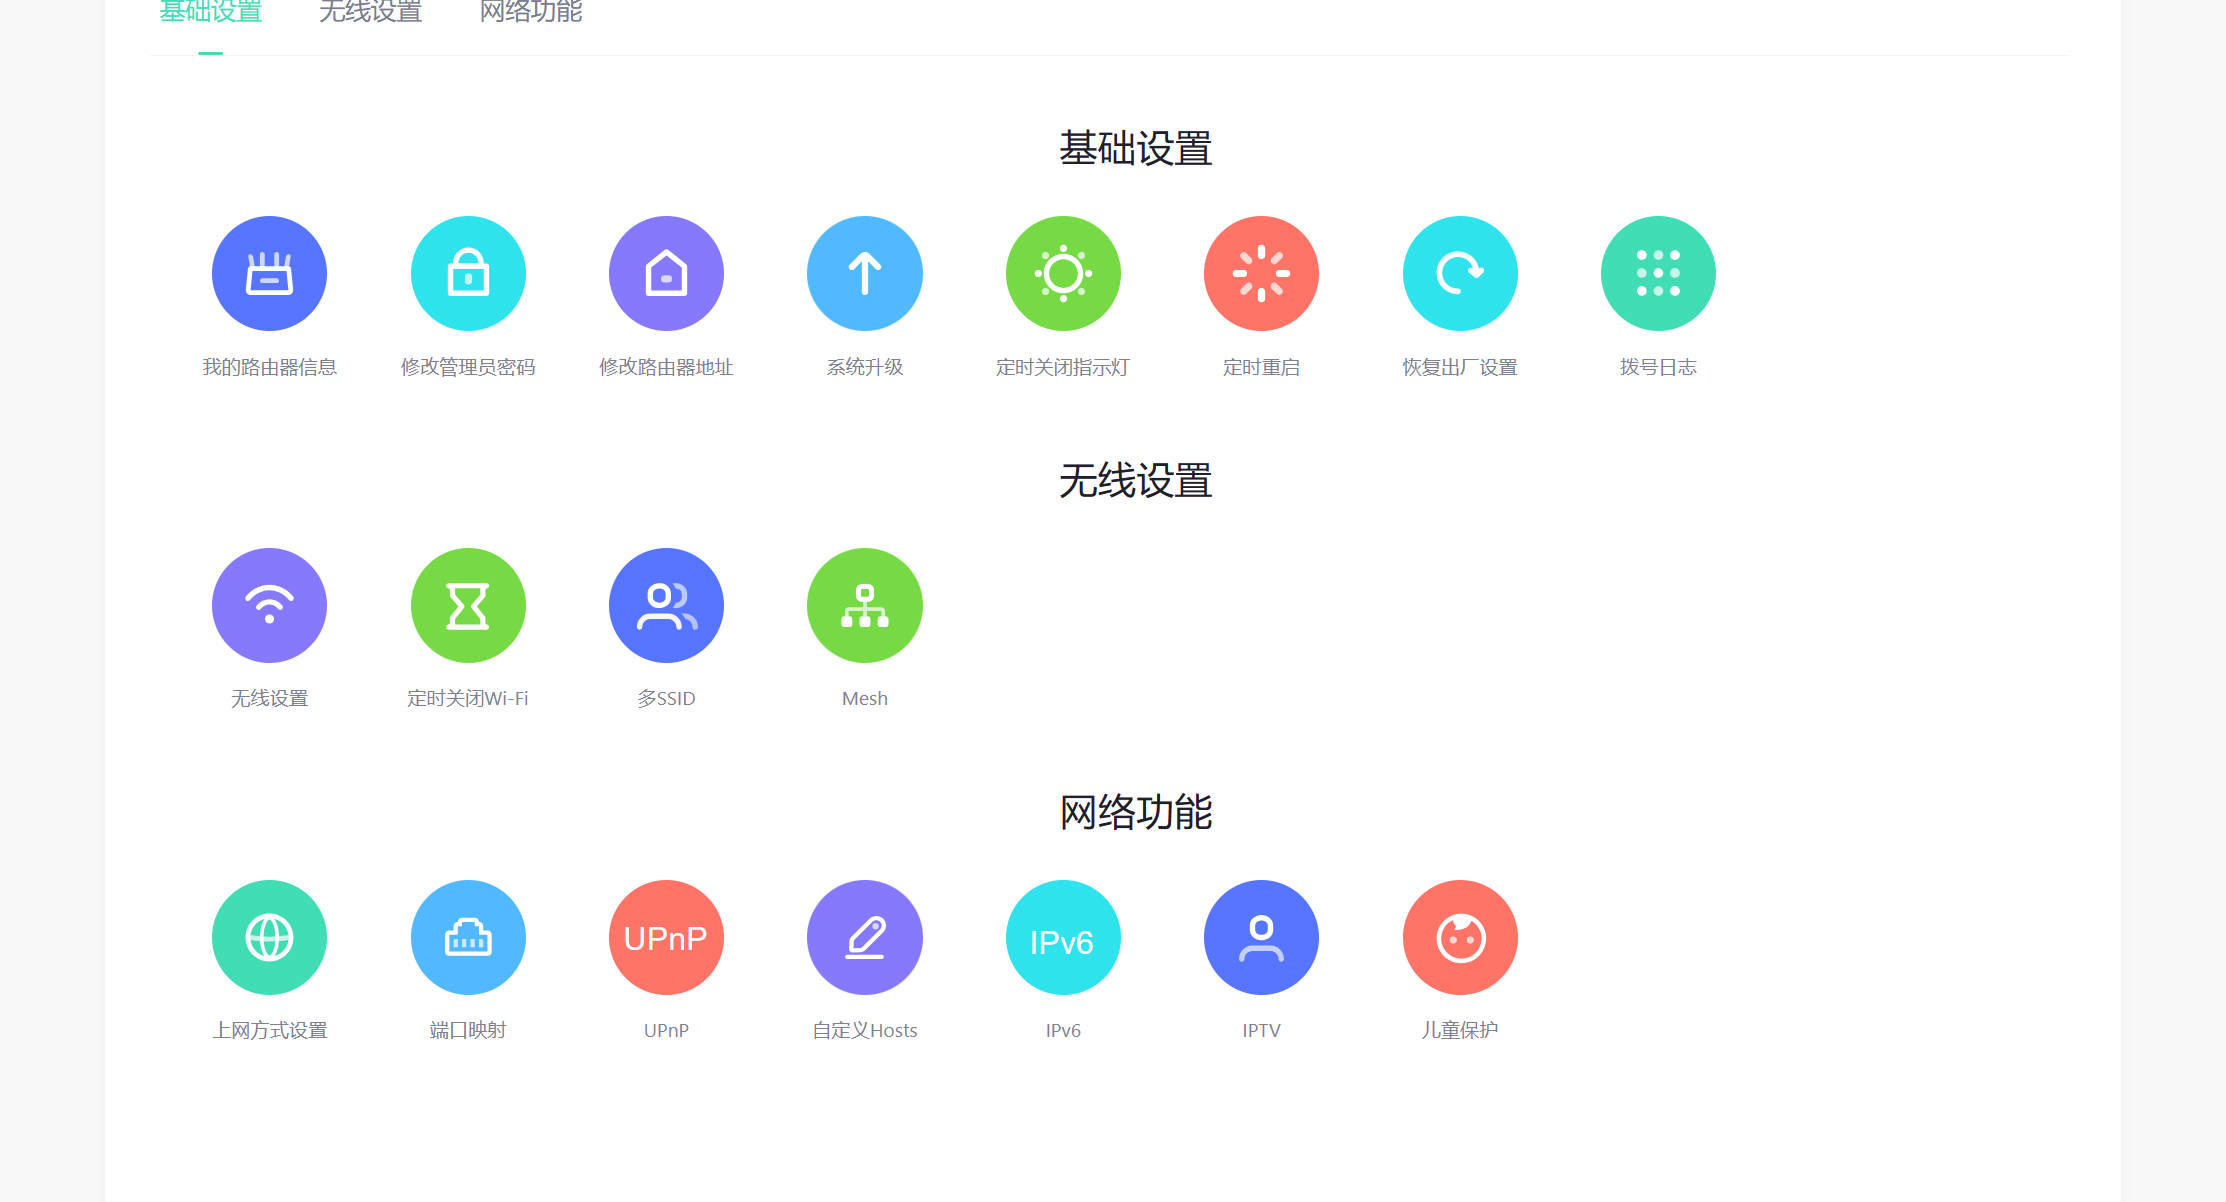 基础设置 无线设置 网络功能
基础设置
我的路由器信息 修改管理员密码 修改路由器地址 系统升级 定时关闭指示灯 定时重启 恢复出厂设置 拨号日志
无线设置
无线设置 定时关闭Wi-Fi 多SSID Mesh
网络功能
UPnP IPv6
上网方式设置 端口映射 UPnP 自定义Hosts IPv6 IPTV 儿童保护